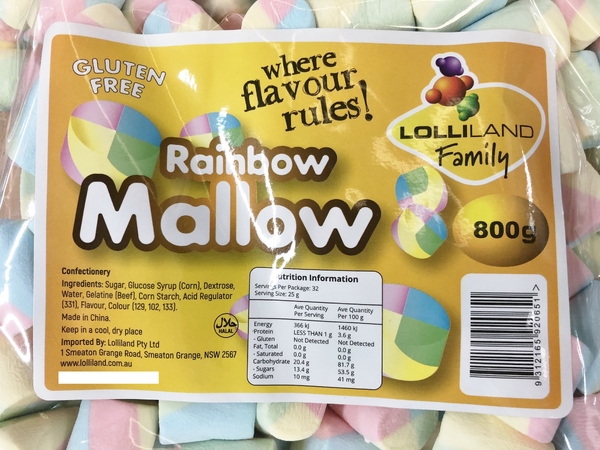 GLUTEN
FREE
where
flavour
rules!
LOLLILAND
Family
Rainbow
Mallow
800g
Confectionery
Ingredients: Sugar, Glucose Syrup (Corn), Dextrose,
Water, Gelatine (Beef), Corn Starch, Acid Regulator
(331), Flavour, Colour (129, 102, 133).
Made in China.
Keep in a cool, dry place
Imported By: Lolliland Pty Ltd
1 Smeaton Grange Road, Smeaton Grange, NSW 2567
www.lolliland.com.au
حلال
HALAL
Nutrition Information
Servings Per Package: 32
Serving Size: 25 g
Ave Quantity Ave Quantity
Per Serving Per 100 g
Energy 366 kJ 1460 kJ
Protein LESS THAN 1 g 3.6 g
- Gluten Not Detected Not Detected
Fat, Total 0.0 g 0.0 g
- Saturated 0.0 g 0.0 g
Carbohydrate 20.4 g 81.7 g
- Sugars 13.4 g 53.5 g
Sodium 10 mg 41 mg
9 312165 920651 >